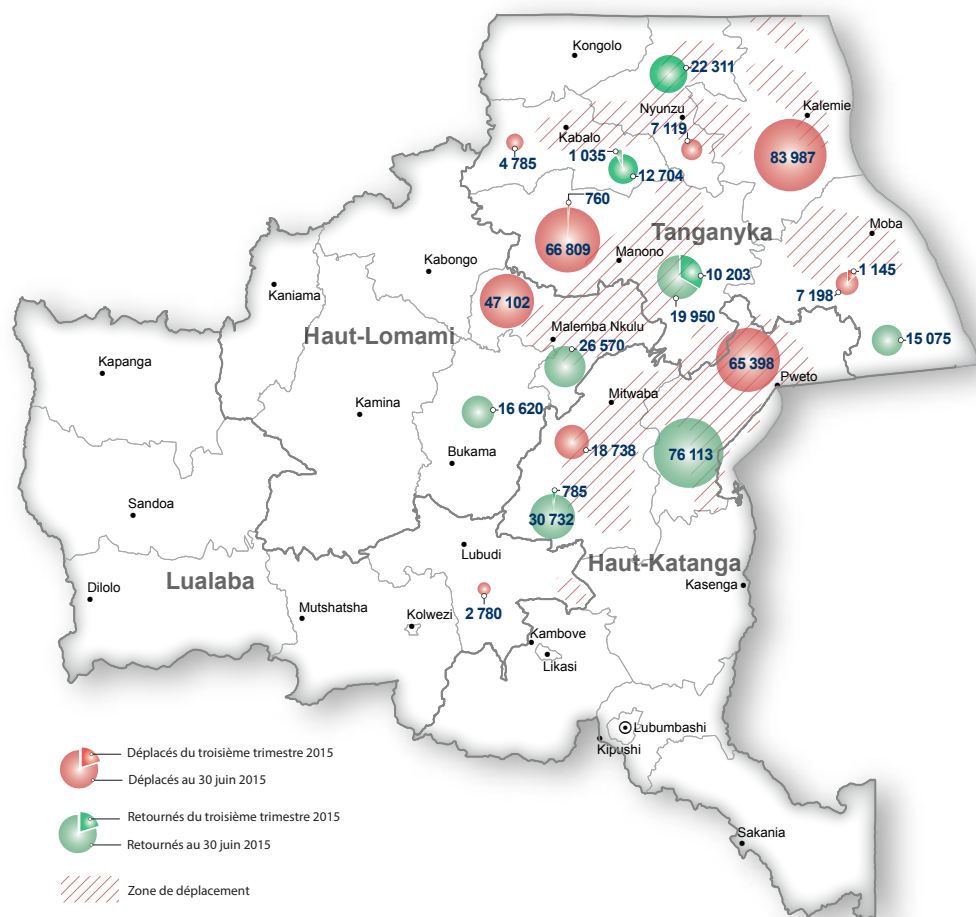 Kongolo
22 311
Nyunzu
Kalemie
7 119
Kabalo
4 785
1 035
12 704
83 987
760
66 809
Tanganyika
Moba
Manono
Kabongo
10 203
1 145
7 198
Kaniama
47 102
19 950
Haut-Lomami
Malemba Nkulu
26 570
15 075
65 398
Kapanga
Pweto
Mitwaba
Kamina
16 620
18 738
76 113
Bukama
785
30 732
Sandoa
Lubudi
Haut-Katanga
Lualaba
Kasenga
Dilolo
2 780
Mutshatsha
Kolwezi
Kambove
Likasi
Lubumbashi
Kipushi
Déplacés du troisième trimestre 2015
Déplacés au 30 juin 2015
Retournés du troisième trimestre 2015
Retournés au 30 juin 2015
Sakania
Zone de déplacement